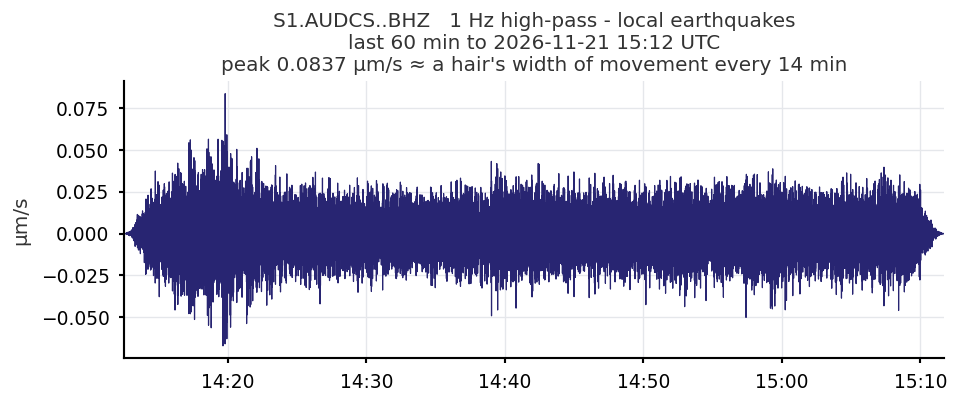 S1.AUDCS..BHZ   1 Hz high-pass - local earthquakes
last 60 min to 2026-11-21 15:12 UTC
peak 0.0837 µm/s ≈ a hair's width of movement every 14 min
0.075
0.050
0.025
0.000
−0.025
−0.050
µm/s
14:20 14:30 14:40 14:50 15:00 15:10